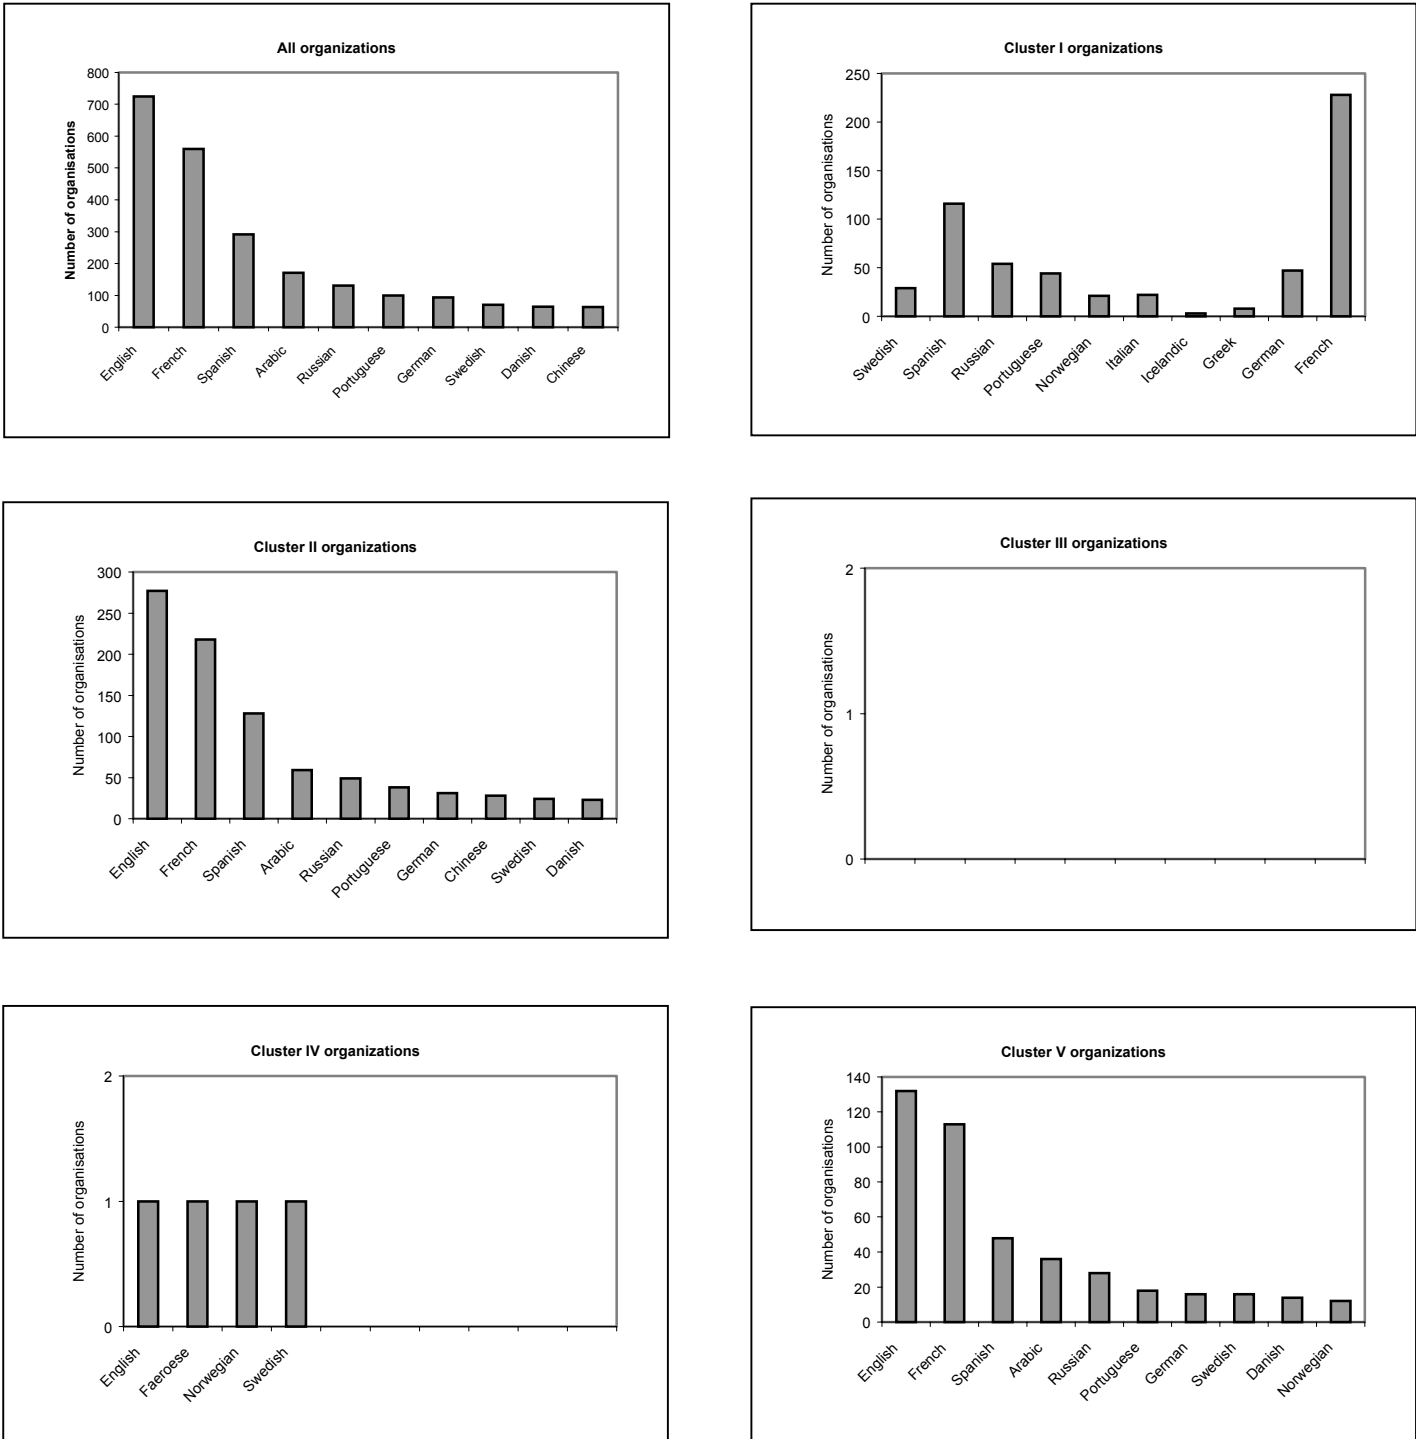 All organizations
Number of organisations
800
700
600
500
400
300
200
100
0
English
French
Spanish
Arabic
Russian
Portuguese
German
Swedish
Danish
Chinese
Cluster I organizations
Number of organisations
250
200
150
100
50
0
Swedish
Spanish
Russian
Portuguese
Norwegian
Italian
Icelandic
Greek
German
French
Cluster II organizations
Number of organisations
300
250
200
150
100
50
0
English
French
Spanish
Arabic
Russian
Portuguese
German
Chinese
Swedish
Danish
Cluster III organizations
Number of organisations
2
1
0
Cluster IV organizations
Number of organisations
2
1
0
English
Faeroese
Norwegian
Swedish
Cluster V organizations
Number of organisations
140
120
100
80
60
40
20
0
English
French
Spanish
Arabic
Russian
Portuguese
German
Swedish
Danish
Norwegian